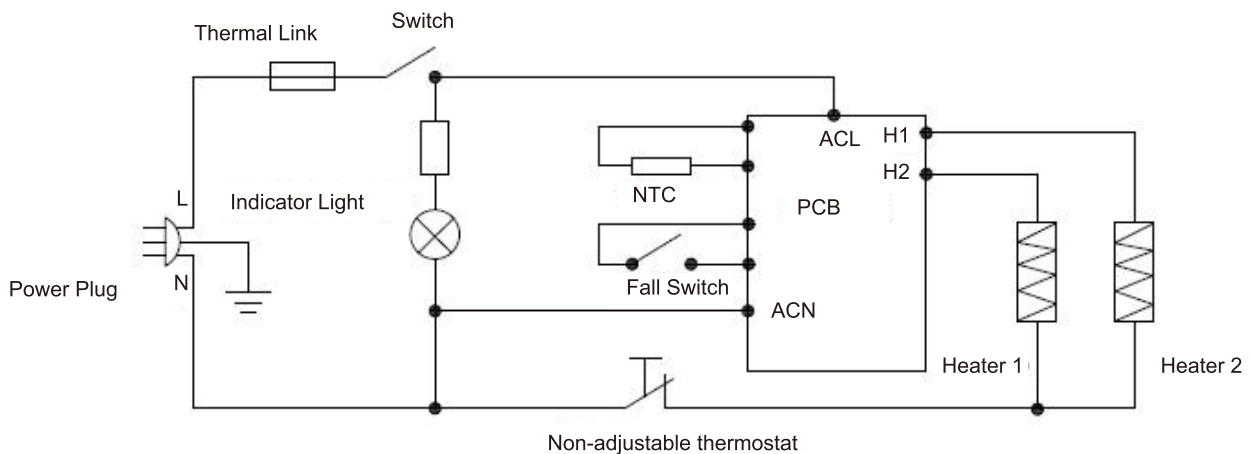 Switch
Thermal Link
ACL
H1
H2
NTC
PCB
L
Indicator Light
N
Power Plug
Fall Switch
ACN
Heater 1
Heater 2
Non-adjustable thermostat